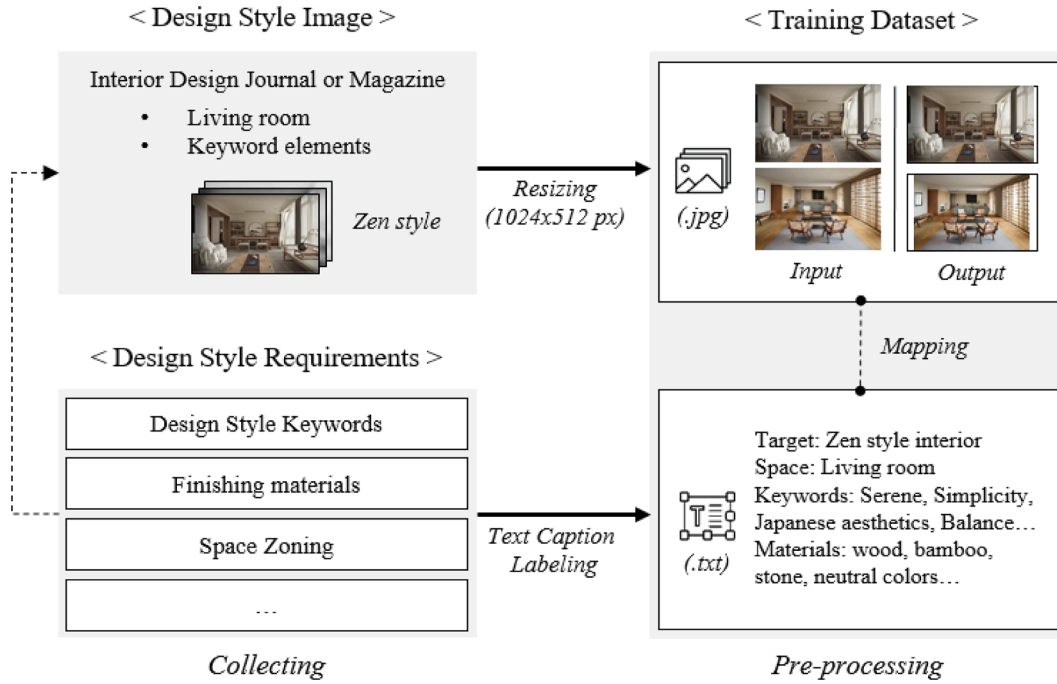 < Design Style Image >
Interior Design Journal or Magazine
• Living room
• Keyword elements
Zen style
Resizing
(1024x512 px)
< Training Dataset >
(.jpg)
Input
Output
Mapping
< Design Style Requirements >
Design Style Keywords
Finishing materials
Space Zoning
…
Text Caption
Labeling
T
(.txt)
Target: Zen style interior
Space: Living room
Keywords: Serene, Simplicity,
Japanese aesthetics, Balance…
Materials: wood, bamboo,
stone, neutral colors…
Collecting
Pre-processing